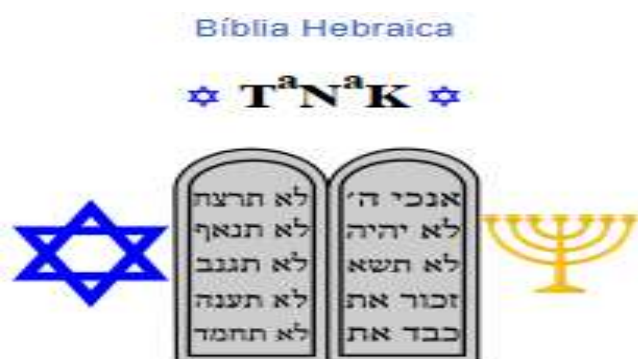 Bíblia Hebraica
✡ TaNaK ✡
אנכי ה׳
לא יהיה
לא תשא
זכור את
כבד את
לא תרצח
לא תנאף
לא תגנב
לא תענה
לא תחמד